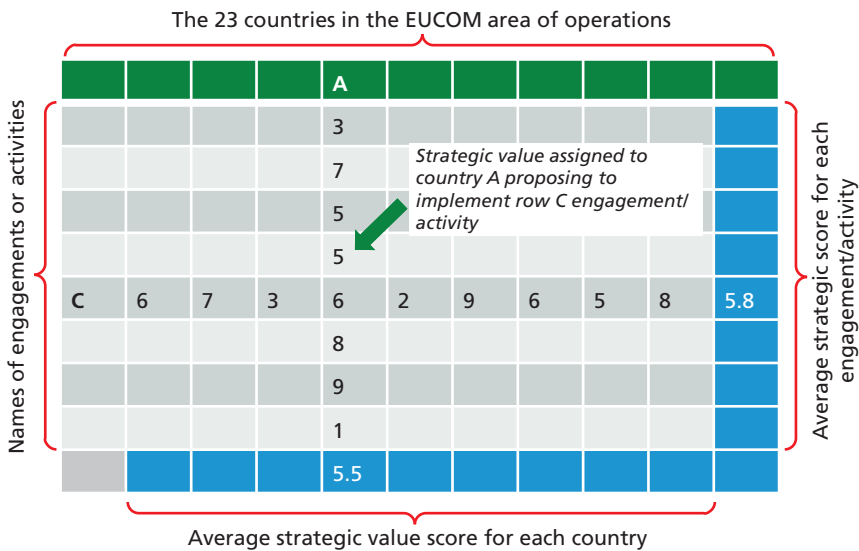 The 23 countries in the EUCOM area of operations
A
Names of engagements or activities
3
7
Strategic value assigned to
country A proposing to
implement row C engagement/
activity
5
5
C 6 7 3 6 2 9 6 5 8 5.8
8
9
1
5.5
Average strategic score for each
engagement/activity
Average strategic value score for each country